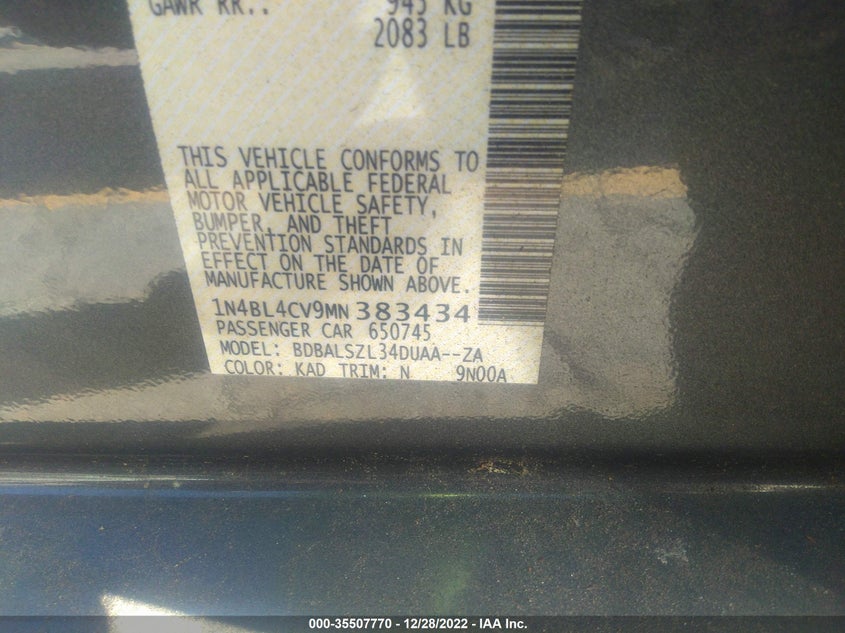 GAWR RR.: 945 KG
2083 LB
THIS VEHICLE CONFORMS TO
ALL APPLICABLE FEDERAL
MOTOR VEHICLE SAFETY,
BUMPER, AND THEFT
PREVENTION STANDARDS IN
EFFECT ON THE DATE OF
MANUFACTURE SHOWN ABOVE.
1N4BL4CV9MN 383434
PASSENGER CAR 650745
MODEL: BDBALSZL34DUAA--ZA
COLOR: KAD TRIM: N 9N00A
000-35507770 - 12/28/2022 - IAA Inc.